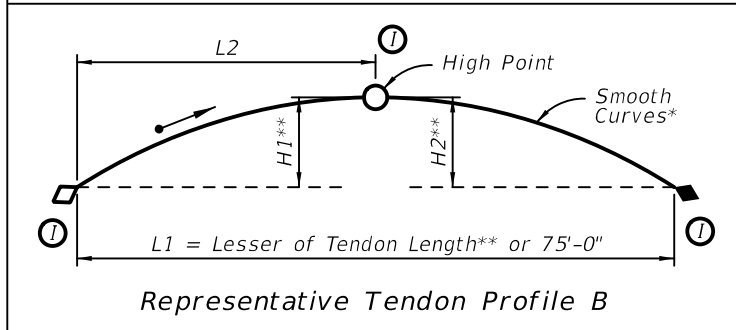 I
L2
High Point
Smooth
Curves*
H1**
H2**
I
I
L1 = Lesser of Tendon Length** or 75'-0"
Representative Tendon Profile B